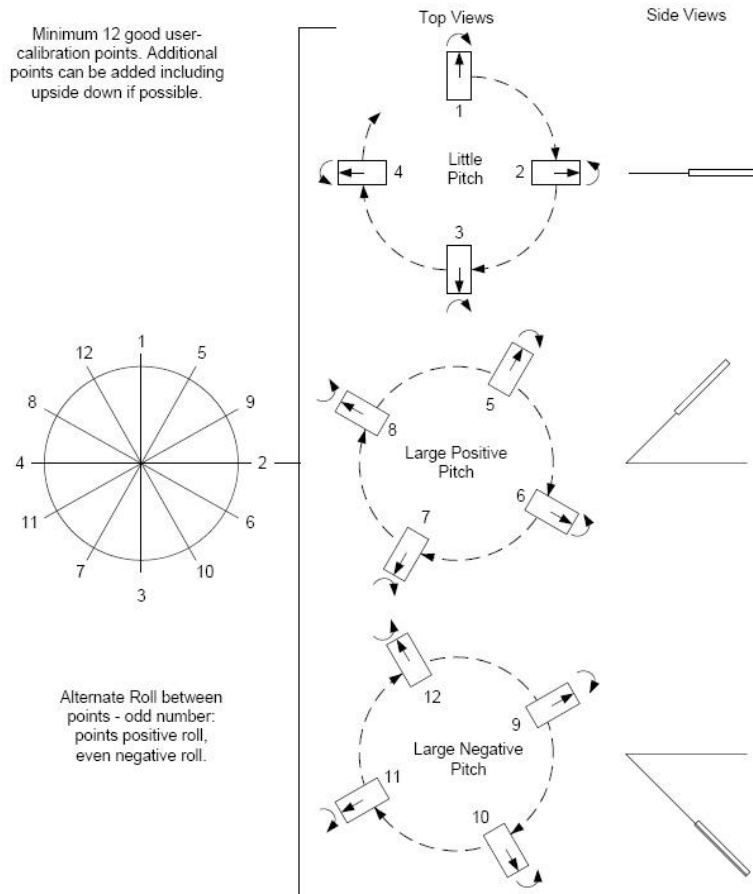 Minimum 12 good user-
calibration points. Additional
points can be added including
upside down if possible.
Top Views
Side Views
1
Little
Pitch
4
2
3
1
12
5
8
9
4
2
11
6
7
10
3
5
8
Large Positive
Pitch
6
7
Alternate Roll between
points - odd number:
points positive roll,
even negative roll.
12
9
Large Negative
Pitch
11
10